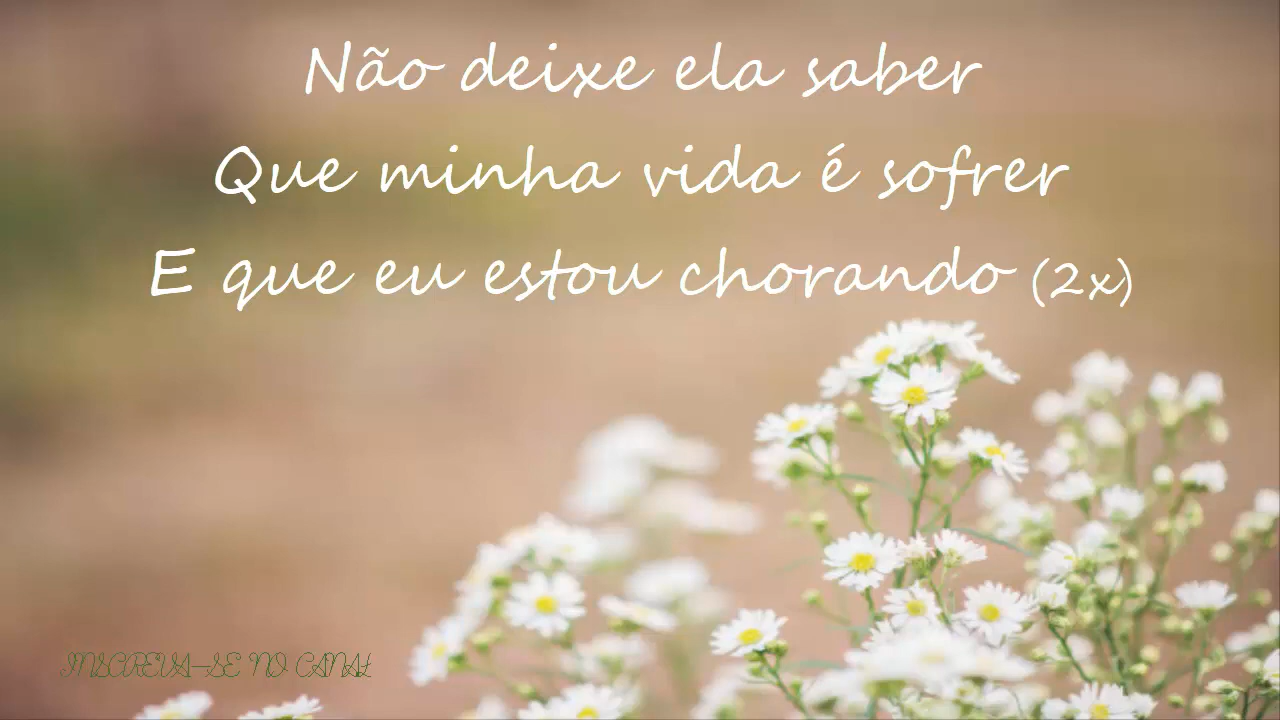 Não deixe ela saber
Que minha vida é sofrer
E que eu estou chorando (2x)
INSCREVA-SE NO CANAL